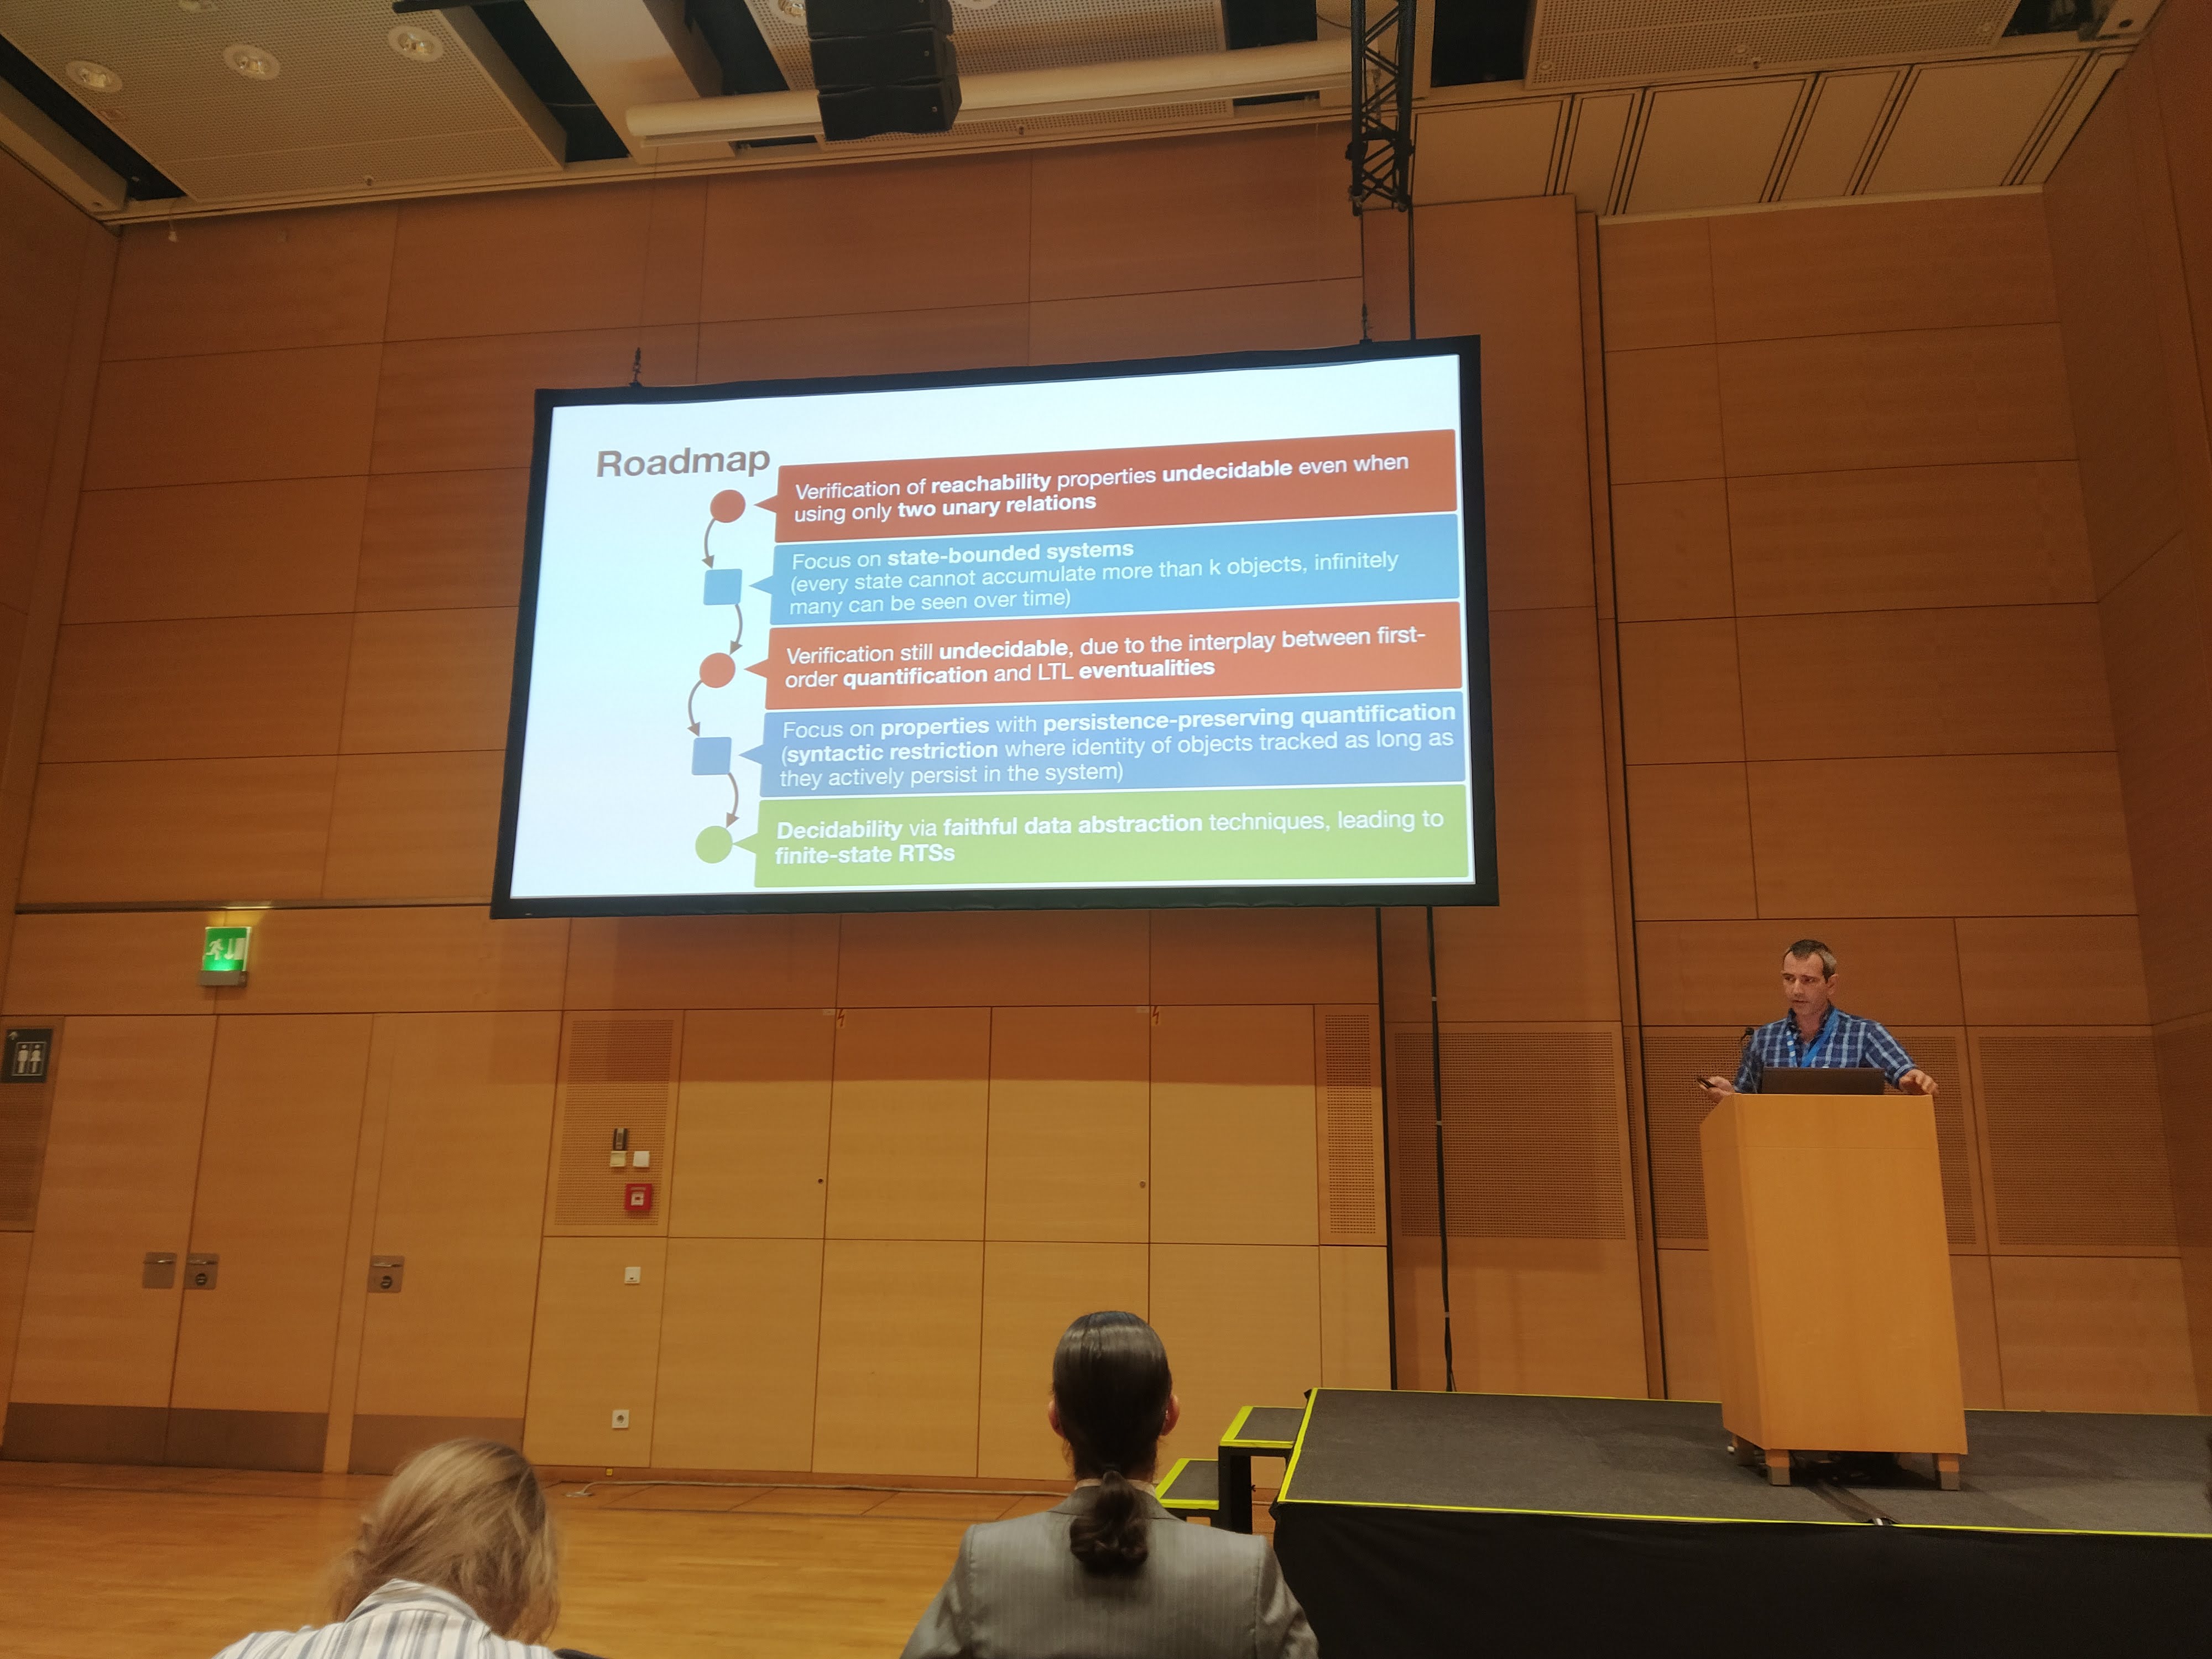 Roadmap
Verification of reachability properties undecidable even when
using only two unary relations
Focus on state-bounded systems
(every state cannot accumulate more than k objects, infinitely
many can be seen over time)
Verification still undecidable, due to the interplay between first-
order quantification and LTL eventualities
Focus on properties with persistence-preserving quantification
(syntactic restriction where identity of objects tracked as long as
they actively persist in the system)
Decidability via faithful data abstraction techniques, leading to
finite-state RTSs